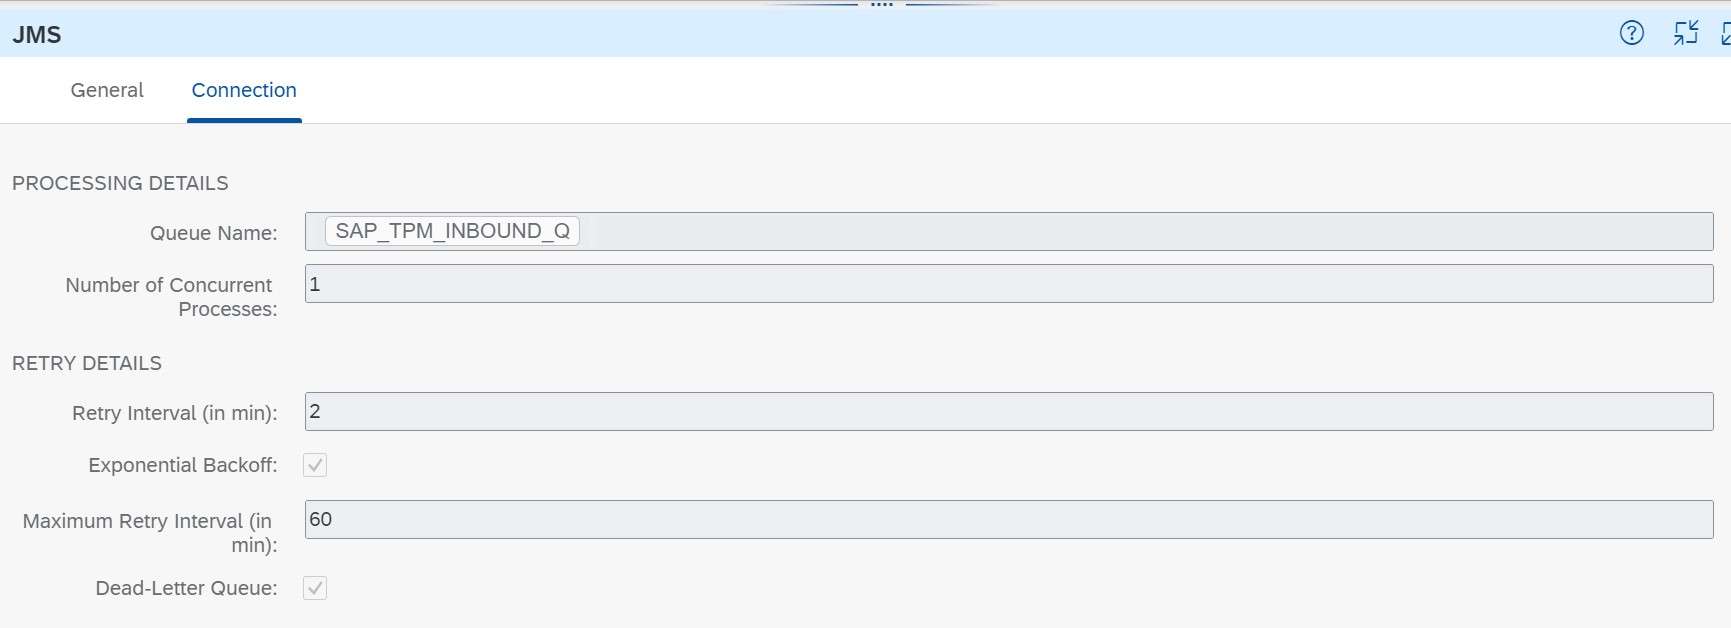 JMS
General Connection
PROCESSING DETAILS
Queue Name: SAP_TPM_INBOUND_Q
Number of Concurrent
Processes: 1
RETRY DETAILS
Retry Interval (in min): 2
Exponential Backoff:
Maximum Retry Interval (in
min): 60
Dead-Letter Queue: